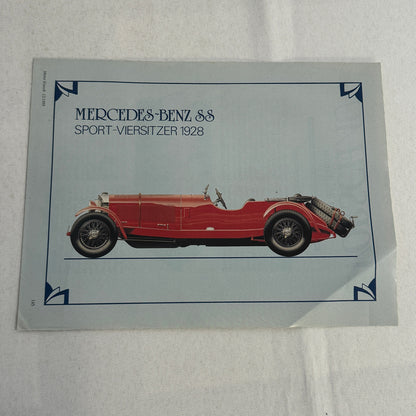 MERCEDES-BENZ SS
SPORT-VIERSITZER 1928